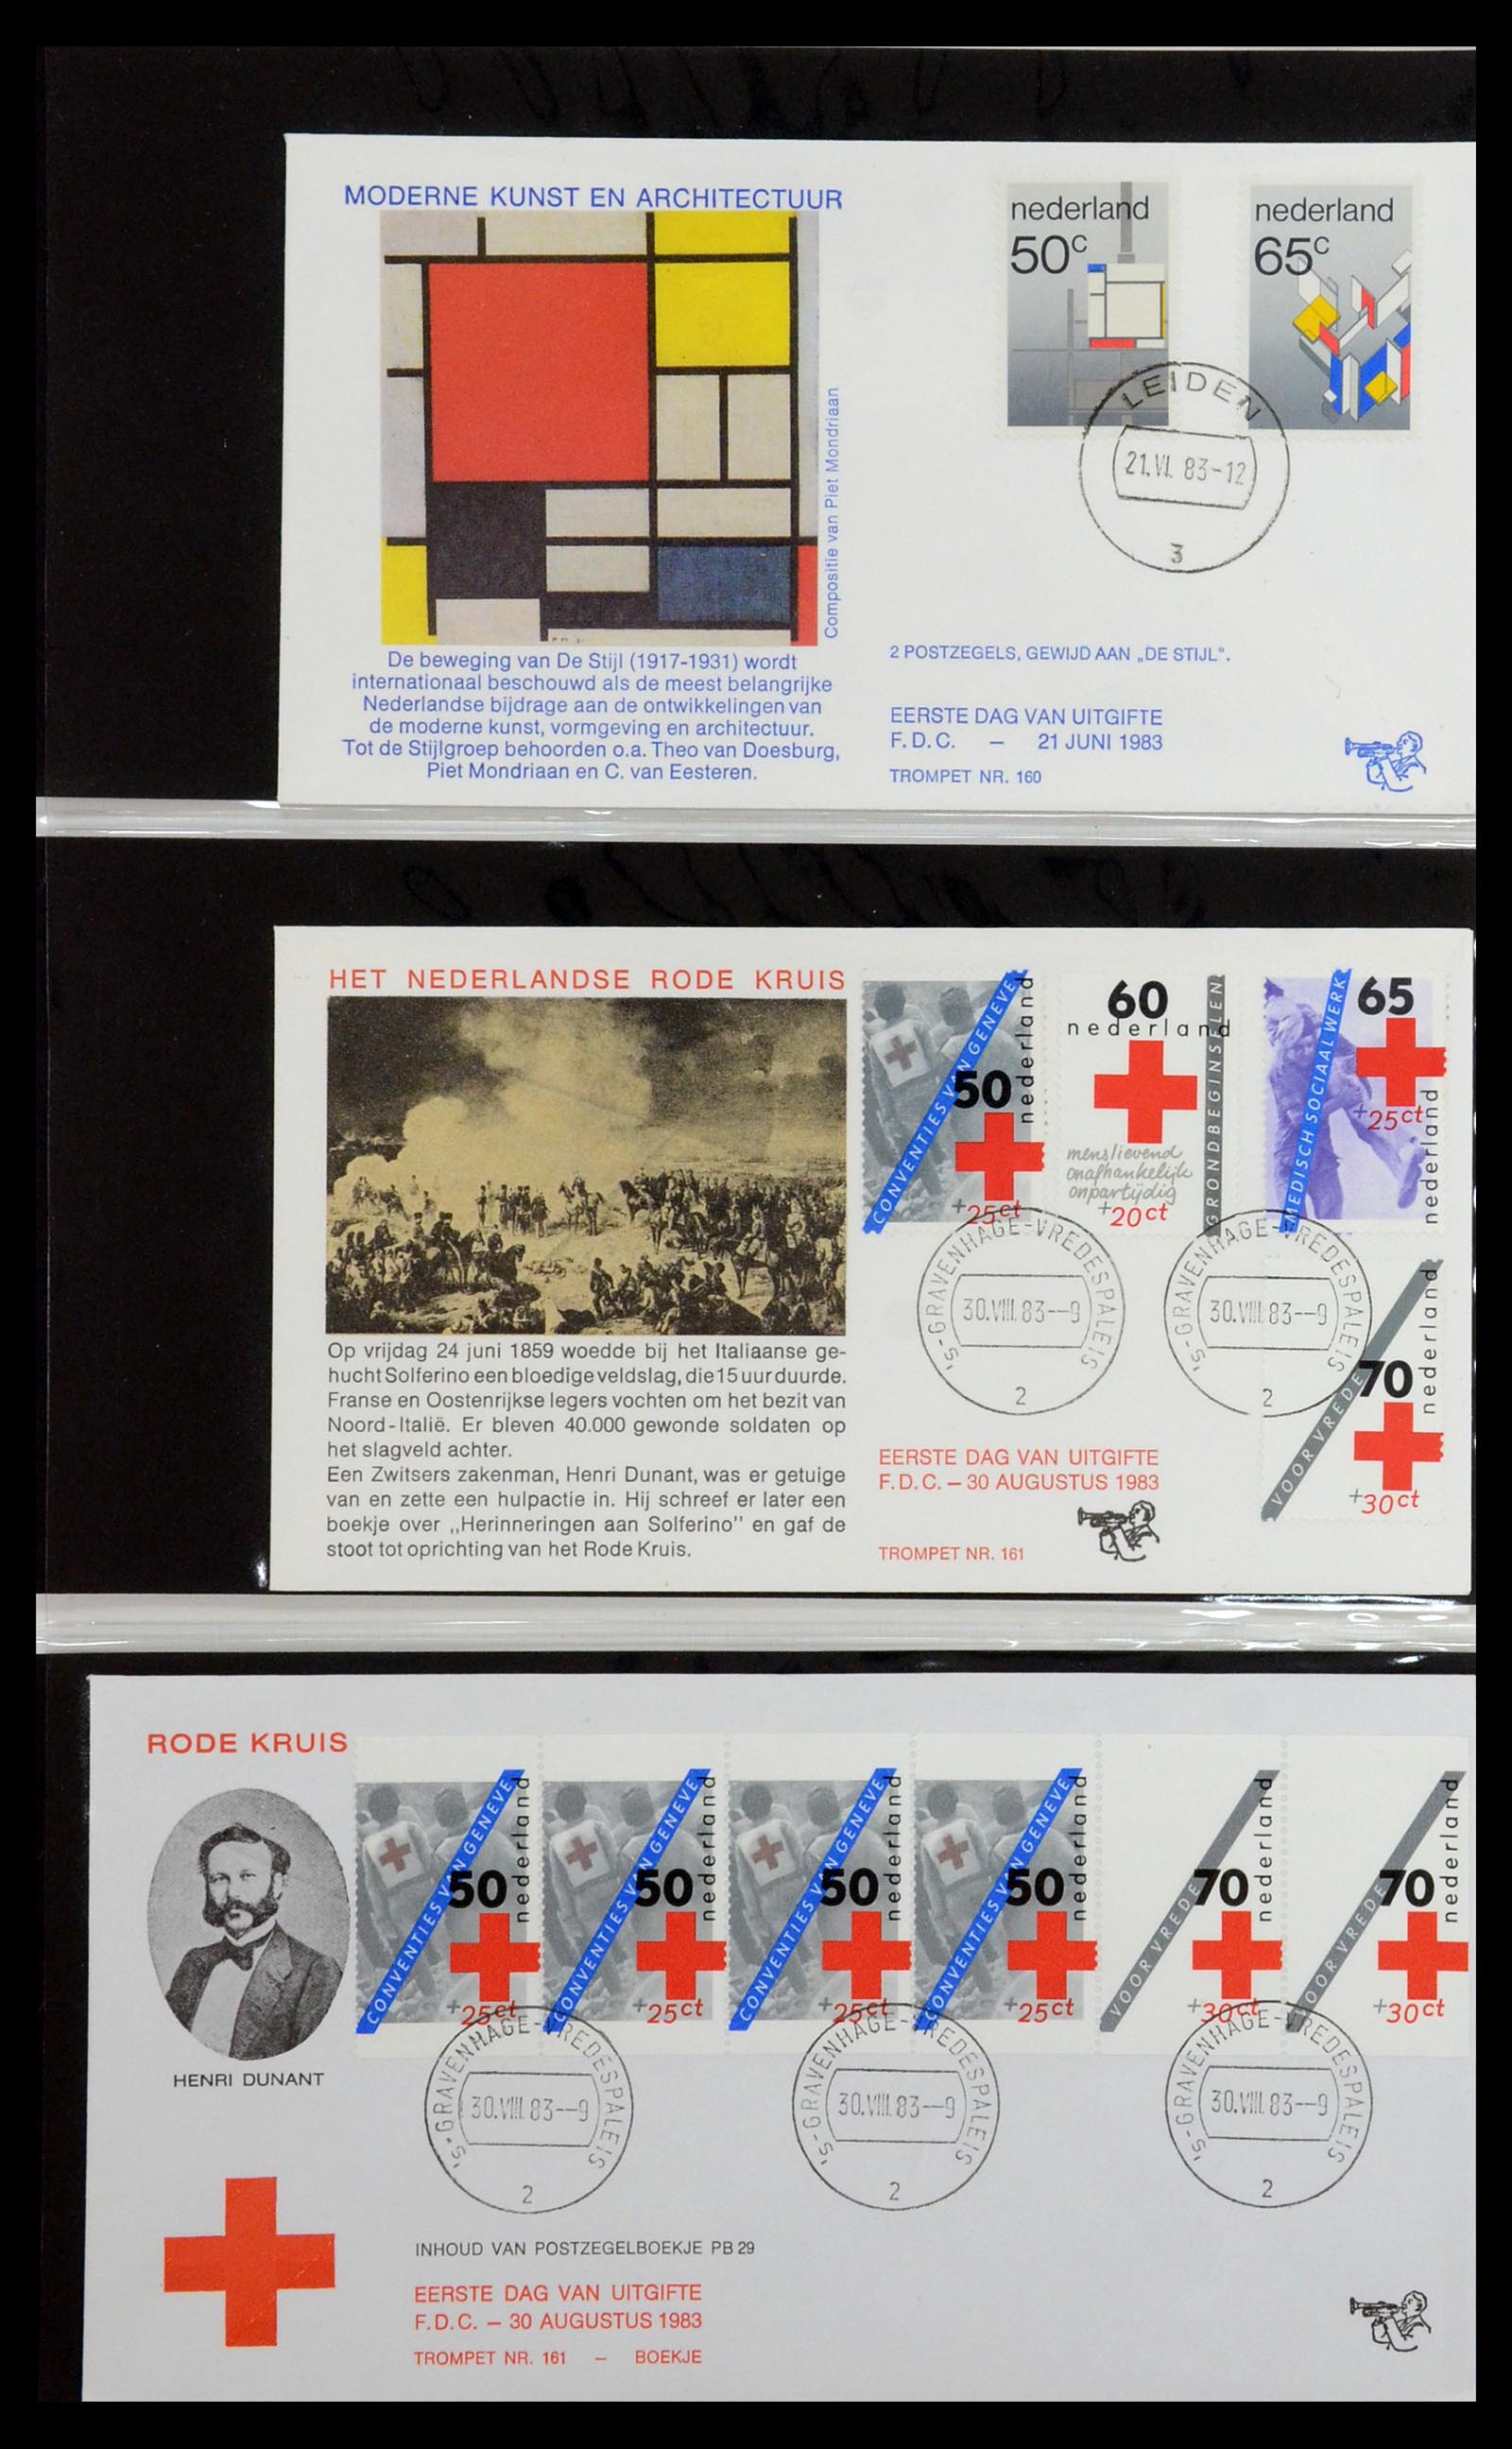 MODERNE KUNST EN ARCHITECTUUR
Compositie van Piet Mondriaan
De beweging van De Stijl (1917-1931) wordt
internationaal beschouwd als de meest belangrijke
Nederlandse bijdrage aan de ontwikkelingen van
de moderne kunst, vormgeving en architectuur.
Tot de Stijlgroep behoorden o.a. Theo van Doesburg,
Piet Mondriaan en C. van Eesteren.
nederland
50c
nederland
65c
LEIDEN
21.VI. 83-12
3
2 POSTZEGELS, GEWIJD AAN „DE STIJL".
EERSTE DAG VAN UITGIFTE
F.D.C. – 21 JUNI 1983
TROMPET NR. 160
HET NEDERLANDSE RODE KRUIS
Op vrijdag 24 juni 1859 woedde bij het Italiaanse ge-
hucht Solferino een bloedige veldslag, die 15 uur duurde.
Franse en Oostenrijkse legers vochten om het bezit van
Noord-Italië. Er bleven 40.000 gewonde soldaten op
het slagveld achter.
Een Zwitsers zakenman, Henri Dunant, was er getuige
van en zette een hulpactie in. Hij schreef er later een
boekje over ,,Herinneringen aan Solferino'' en gaf de
stoot tot oprichting van het Rode Kruis.
CONVENTIES VAN GENEVE
50
nederland
+25ct
60
nederland
menslievend
onafhankelijk
onpartijdig
+20ct
GRONDBEGINSELEN
MEDISCH SOCIAAL WERK
65
+25ct
nederland
VOOR VREDE
70
nederland
+30ct
'S-GRAVENHAGE-VREDESPALEIS
30.VIII.83--9
2
'S-GRAVENHAGE-VREDESPALEIS
30.VIII.83--9
2
EERSTE DAG VAN UITGIFTE
F.D.C. – 30 AUGUSTUS 1983
TROMPET NR. 161
RODE KRUIS
HENRI DUNANT
CONVENTIES VAN GENEVE
50
nederland
+25ct
CONVENTIES VAN GENEVE
50
nederland
+25ct
CONVENTIES VAN GENEVE
50
nederland
+25ct
CONVENTIES VAN GENEVE
50
nederland
+25ct
VOOR VREDE
70
nederland
+30ct
VOOR VREDE
70
nederland
+30ct
'S-GRAVENHAGE-VREDESPALEIS
30.VIII.83--9
2
'S-GRAVENHAGE-VREDESPALEIS
30.VIII.83--9
2
'S-GRAVENHAGE-VREDESPALEIS
30.VIII.83--9
2
INHOUD VAN POSTZEGELBOEKJE PB 29
EERSTE DAG VAN UITGIFTE
F.D.C. – 30 AUGUSTUS 1983
TROMPET NR. 161 – BOEKJE